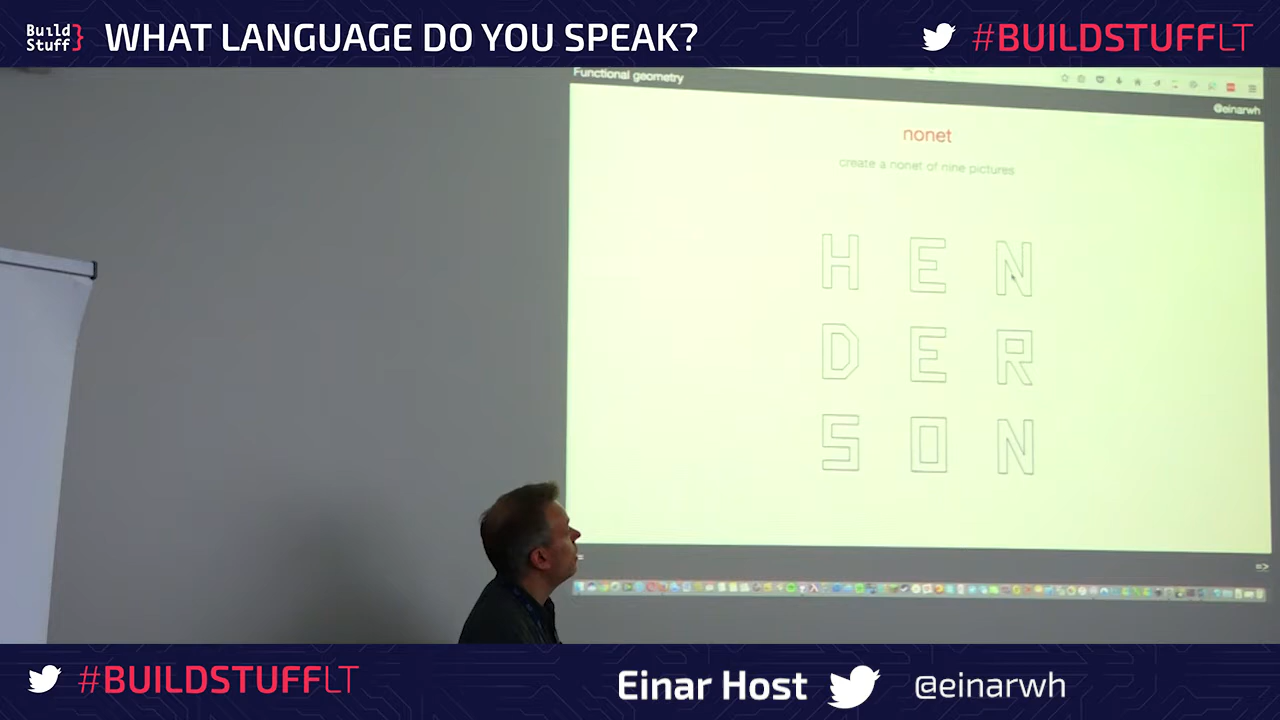 Build
Stuff}
WHAT LANGUAGE DO YOU SPEAK?
#BUILDSTUFFLT
Functional geometry
@einarwh
nonet
create a nonet of nine pictures
H E N
D E R
S O N
#BUILDSTUFFLT
Einar Host
@einarwh